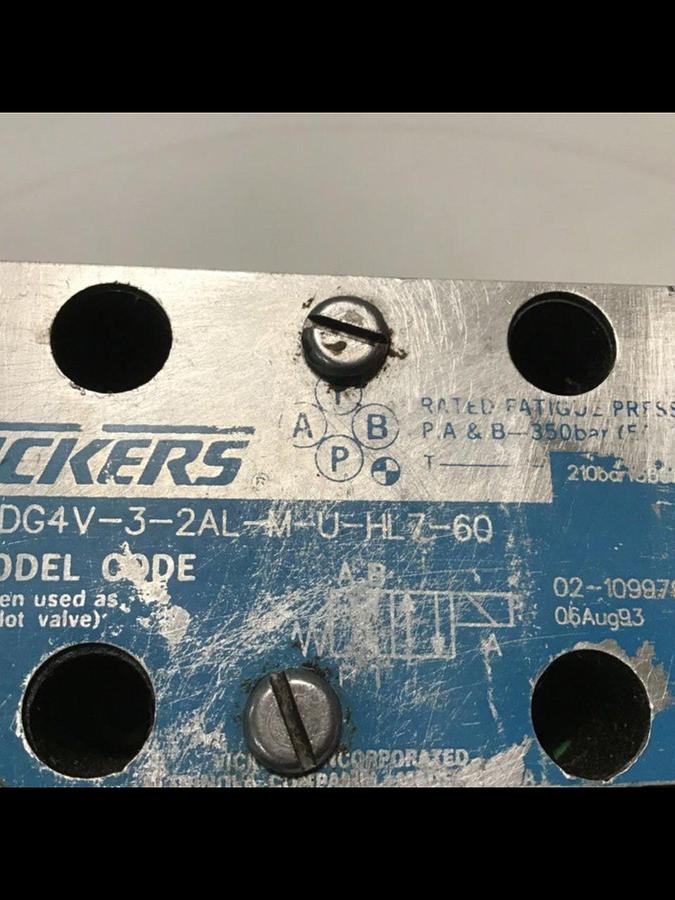 ICKERS ®
T
A B
P
RATED FATIGUE PRESS
P.A & B-350bar (5
T-
210bar
DG4V-3-2AL-M-U-HL7-60
ODEL CODE
en used as
lot valve)
A B
A
P T
02-10997
06Aug93
INCORPORATED